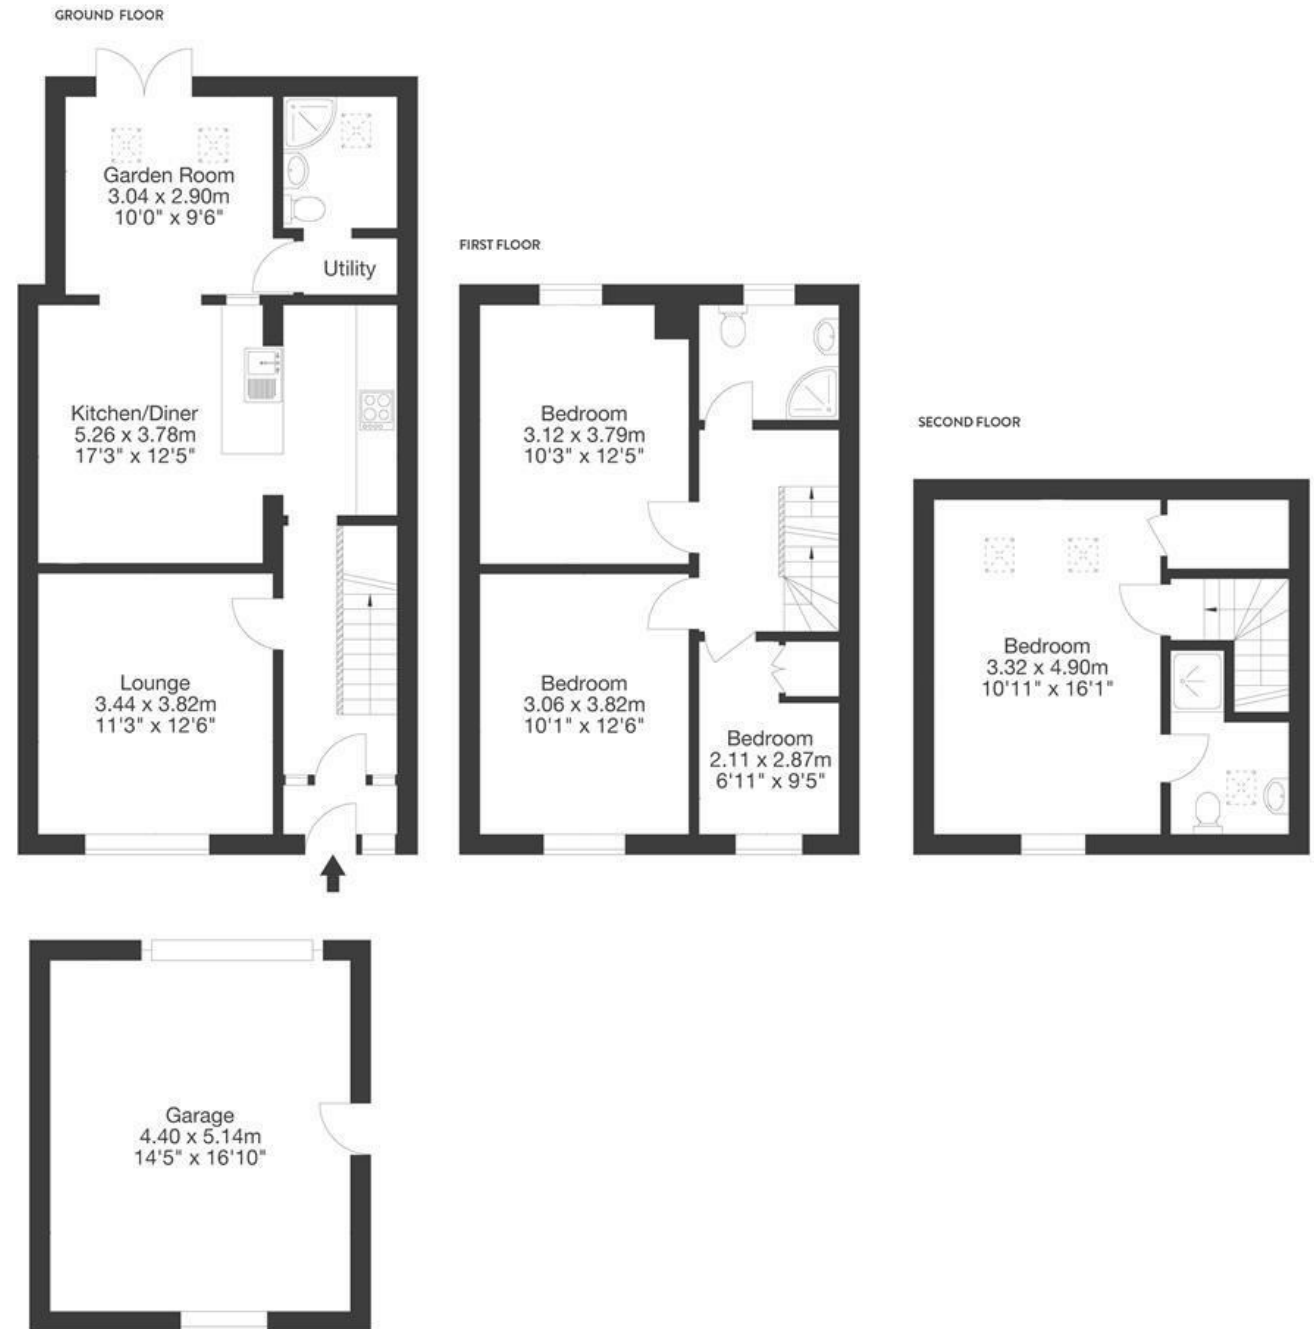 GROUND FLOOR
Garden Room
3.04 x 2.90m
10'0" x 9'6"
Utility
Kitchen/Diner
5.26 x 3.78m
17'3" x 12'5"
Lounge
3.44 x 3.82m
11'3" x 12'6"
FIRST FLOOR
Bedroom
3.12 x 3.79m
10'3" x 12'5"
Bedroom
3.06 x 3.82m
10'1" x 12'6"
Bedroom
2.11 x 2.87m
6'11" x 9'5"
SECOND FLOOR
Bedroom
3.32 x 4.90m
10'11" x 16'1"
Garage
4.40 x 5.14m
14'5" x 16'10"